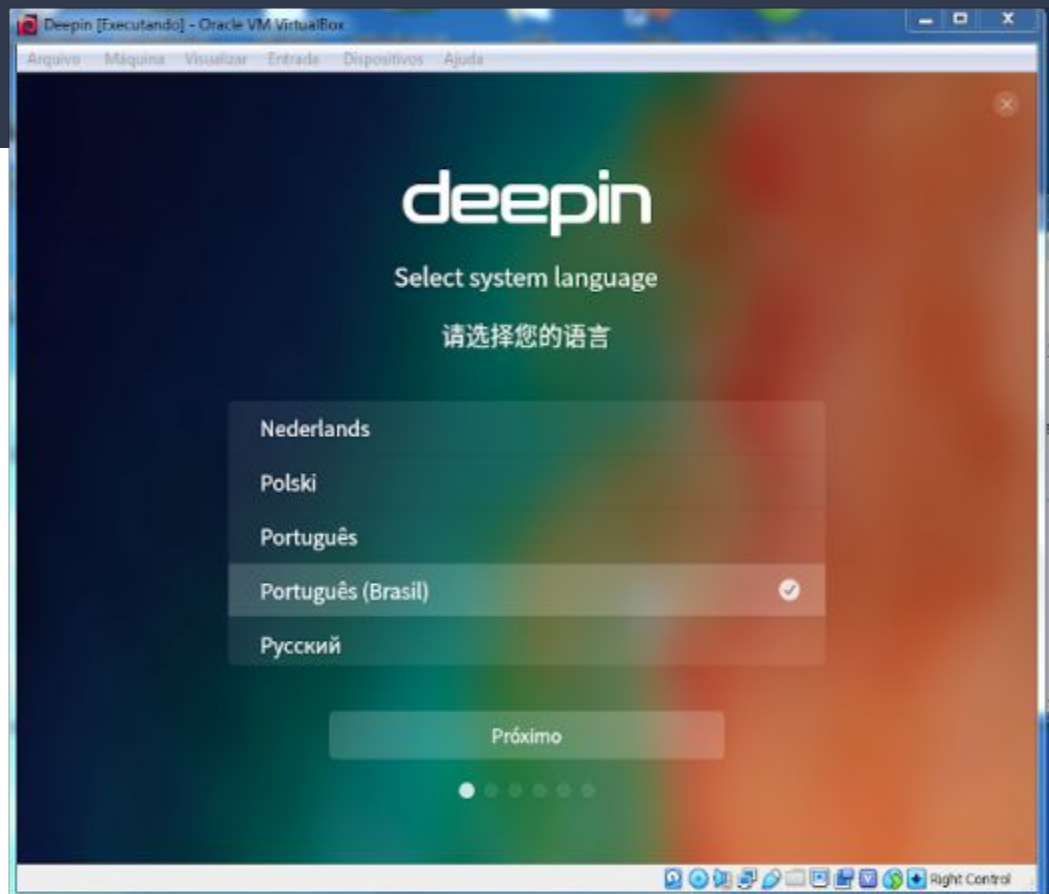 Deepin [Executando] - Oracle VM VirtualBox
Arquivo Máquina Visualizar Entrada Dispositivos Ajuda
deepin
Select system language
请选择您的语言
Nederlands
Polski
Português
Português (Brasil)
Русский
Próximo
Right Control